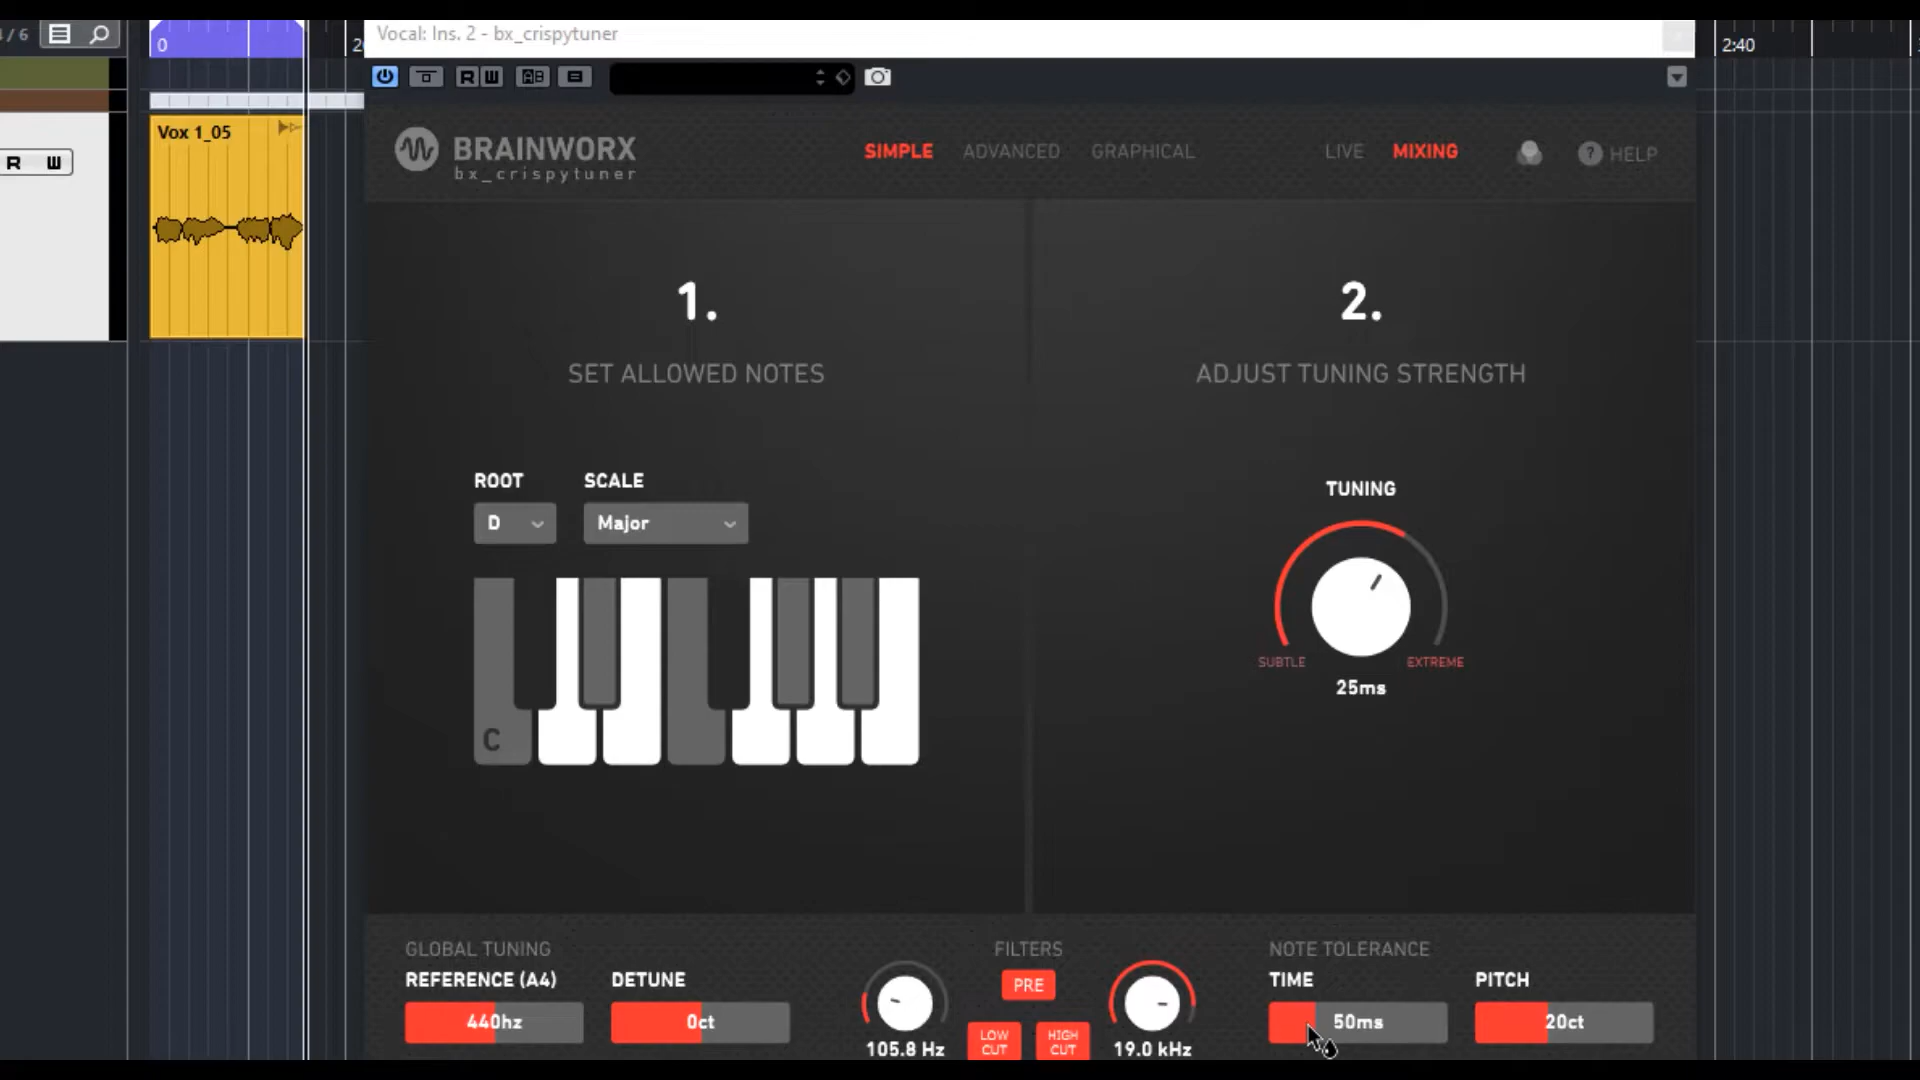 / 6
0
Vocal: Ins. 2 - bx_crispytuner
2:40
R W
AB
Vox 1_05
R W
BRAINWORX
bx_crispytuner
SIMPLE ADVANCED GRAPHICAL
LIVE MIXING
? HELP
1.
SET ALLOWED NOTES
ROOT SCALE
D Major
C
2.
ADJUST TUNING STRENGTH
TUNING
SUBTLE EXTREME
25ms
GLOBAL TUNING
REFERENCE (A4) DETUNE
440hz 0ct
FILTERS
PRE
LOW CUT
HIGH CUT
105.8 Hz
19.0 kHz
NOTE TOLERANCE
TIME PITCH
50ms 20ct